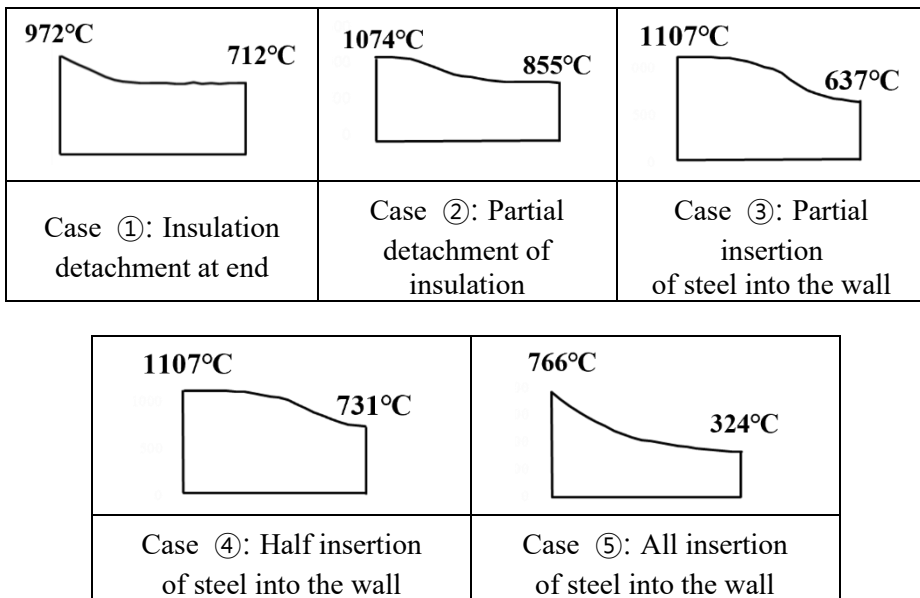 972°C
712°C
1074°C
855°C
1107°C
637°C
Case ①: Insulation
detachment at end
Case ②: Partial
detachment of
insulation
Case ③: Partial
insertion
of steel into the wall
1107°C
731°C
766°C
324°C
Case ④: Half insertion
of steel into the wall
Case ⑤: All insertion
of steel into the wall